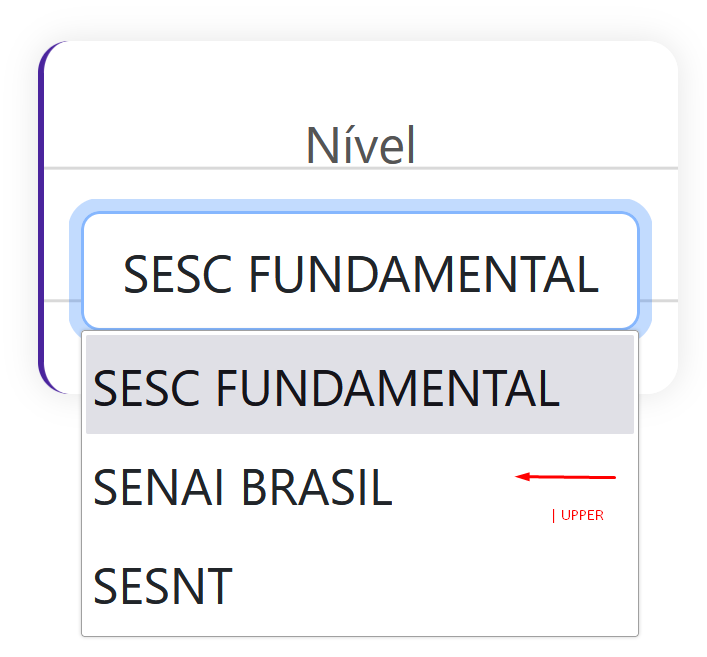 Nível
SESC FUNDAMENTAL
SESC FUNDAMENTAL
SENAI BRASIL
| UPPER
SESNT